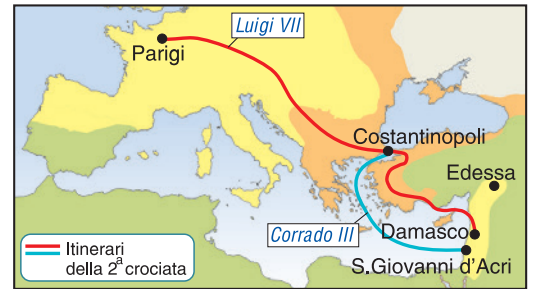 Luigi VII
Parigi
Costantinopoli
Edessa
Corrado III
Damasco
S.Giovanni d'Acri
Itinerari
della 2ª crociata